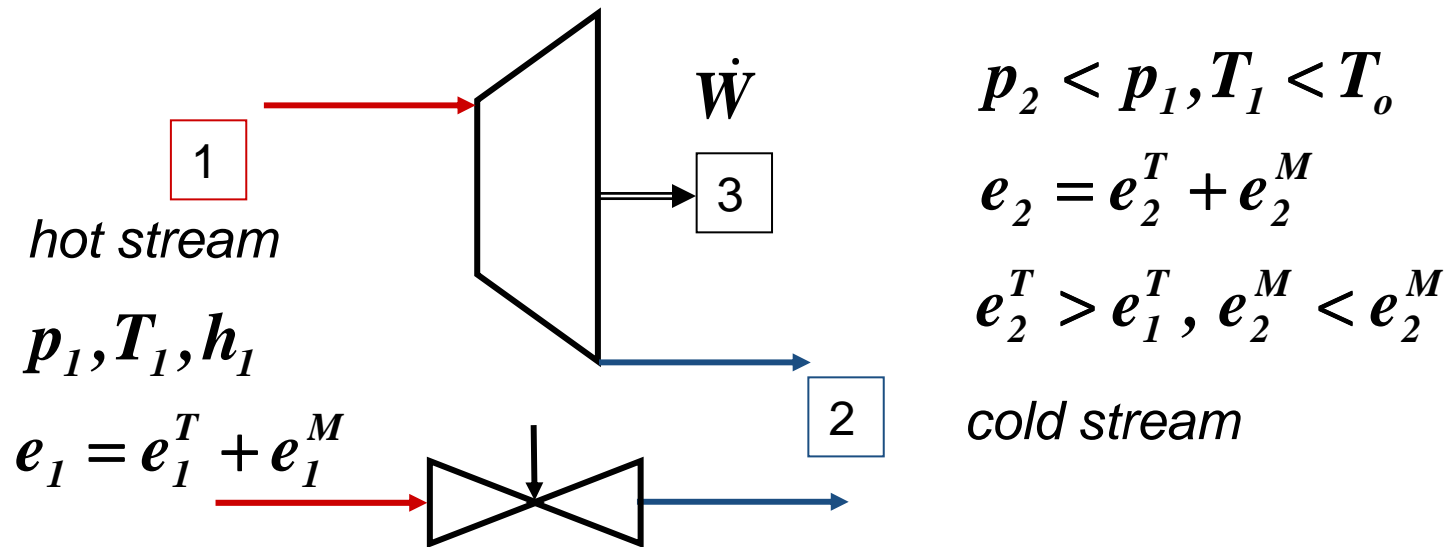 Ẇ
1
3
hot stream
p₁,T₁,h₁
e₁ = e₁ᵀ + e₁ᴹ
p₂ < p₁,T₁ < Tₒ
e₂ = e₂ᵀ + e₂ᴹ
e₂ᵀ > e₁ᵀ, e₂ᴹ < e₂ᴹ
2
cold stream